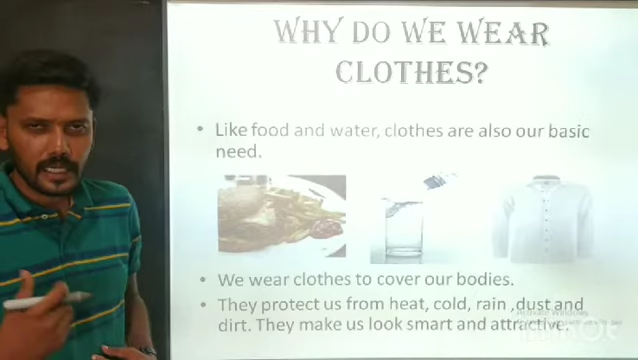 WHY DO WE WEAR
CLOTHES?
• Like food and water, clothes are also our basic
need.
• We wear clothes to cover our bodies.
• They protect us from heat, cold, rain ,dust and
dirt. They make us look smart and attractive.
Activate Windows